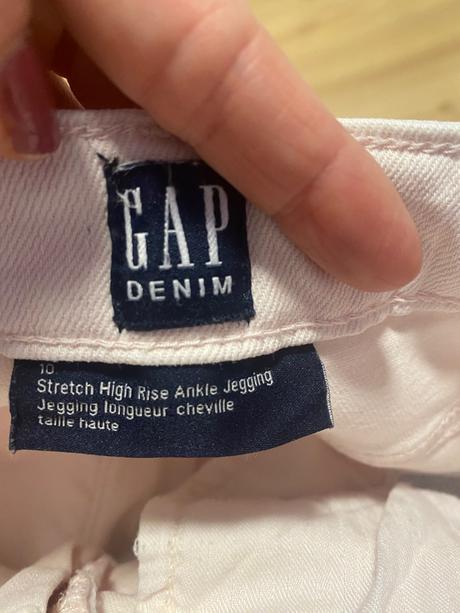 GAP
DENIM
10
Stretch High Rise Ankle Jegging
Jegging longueur cheville
taille haute